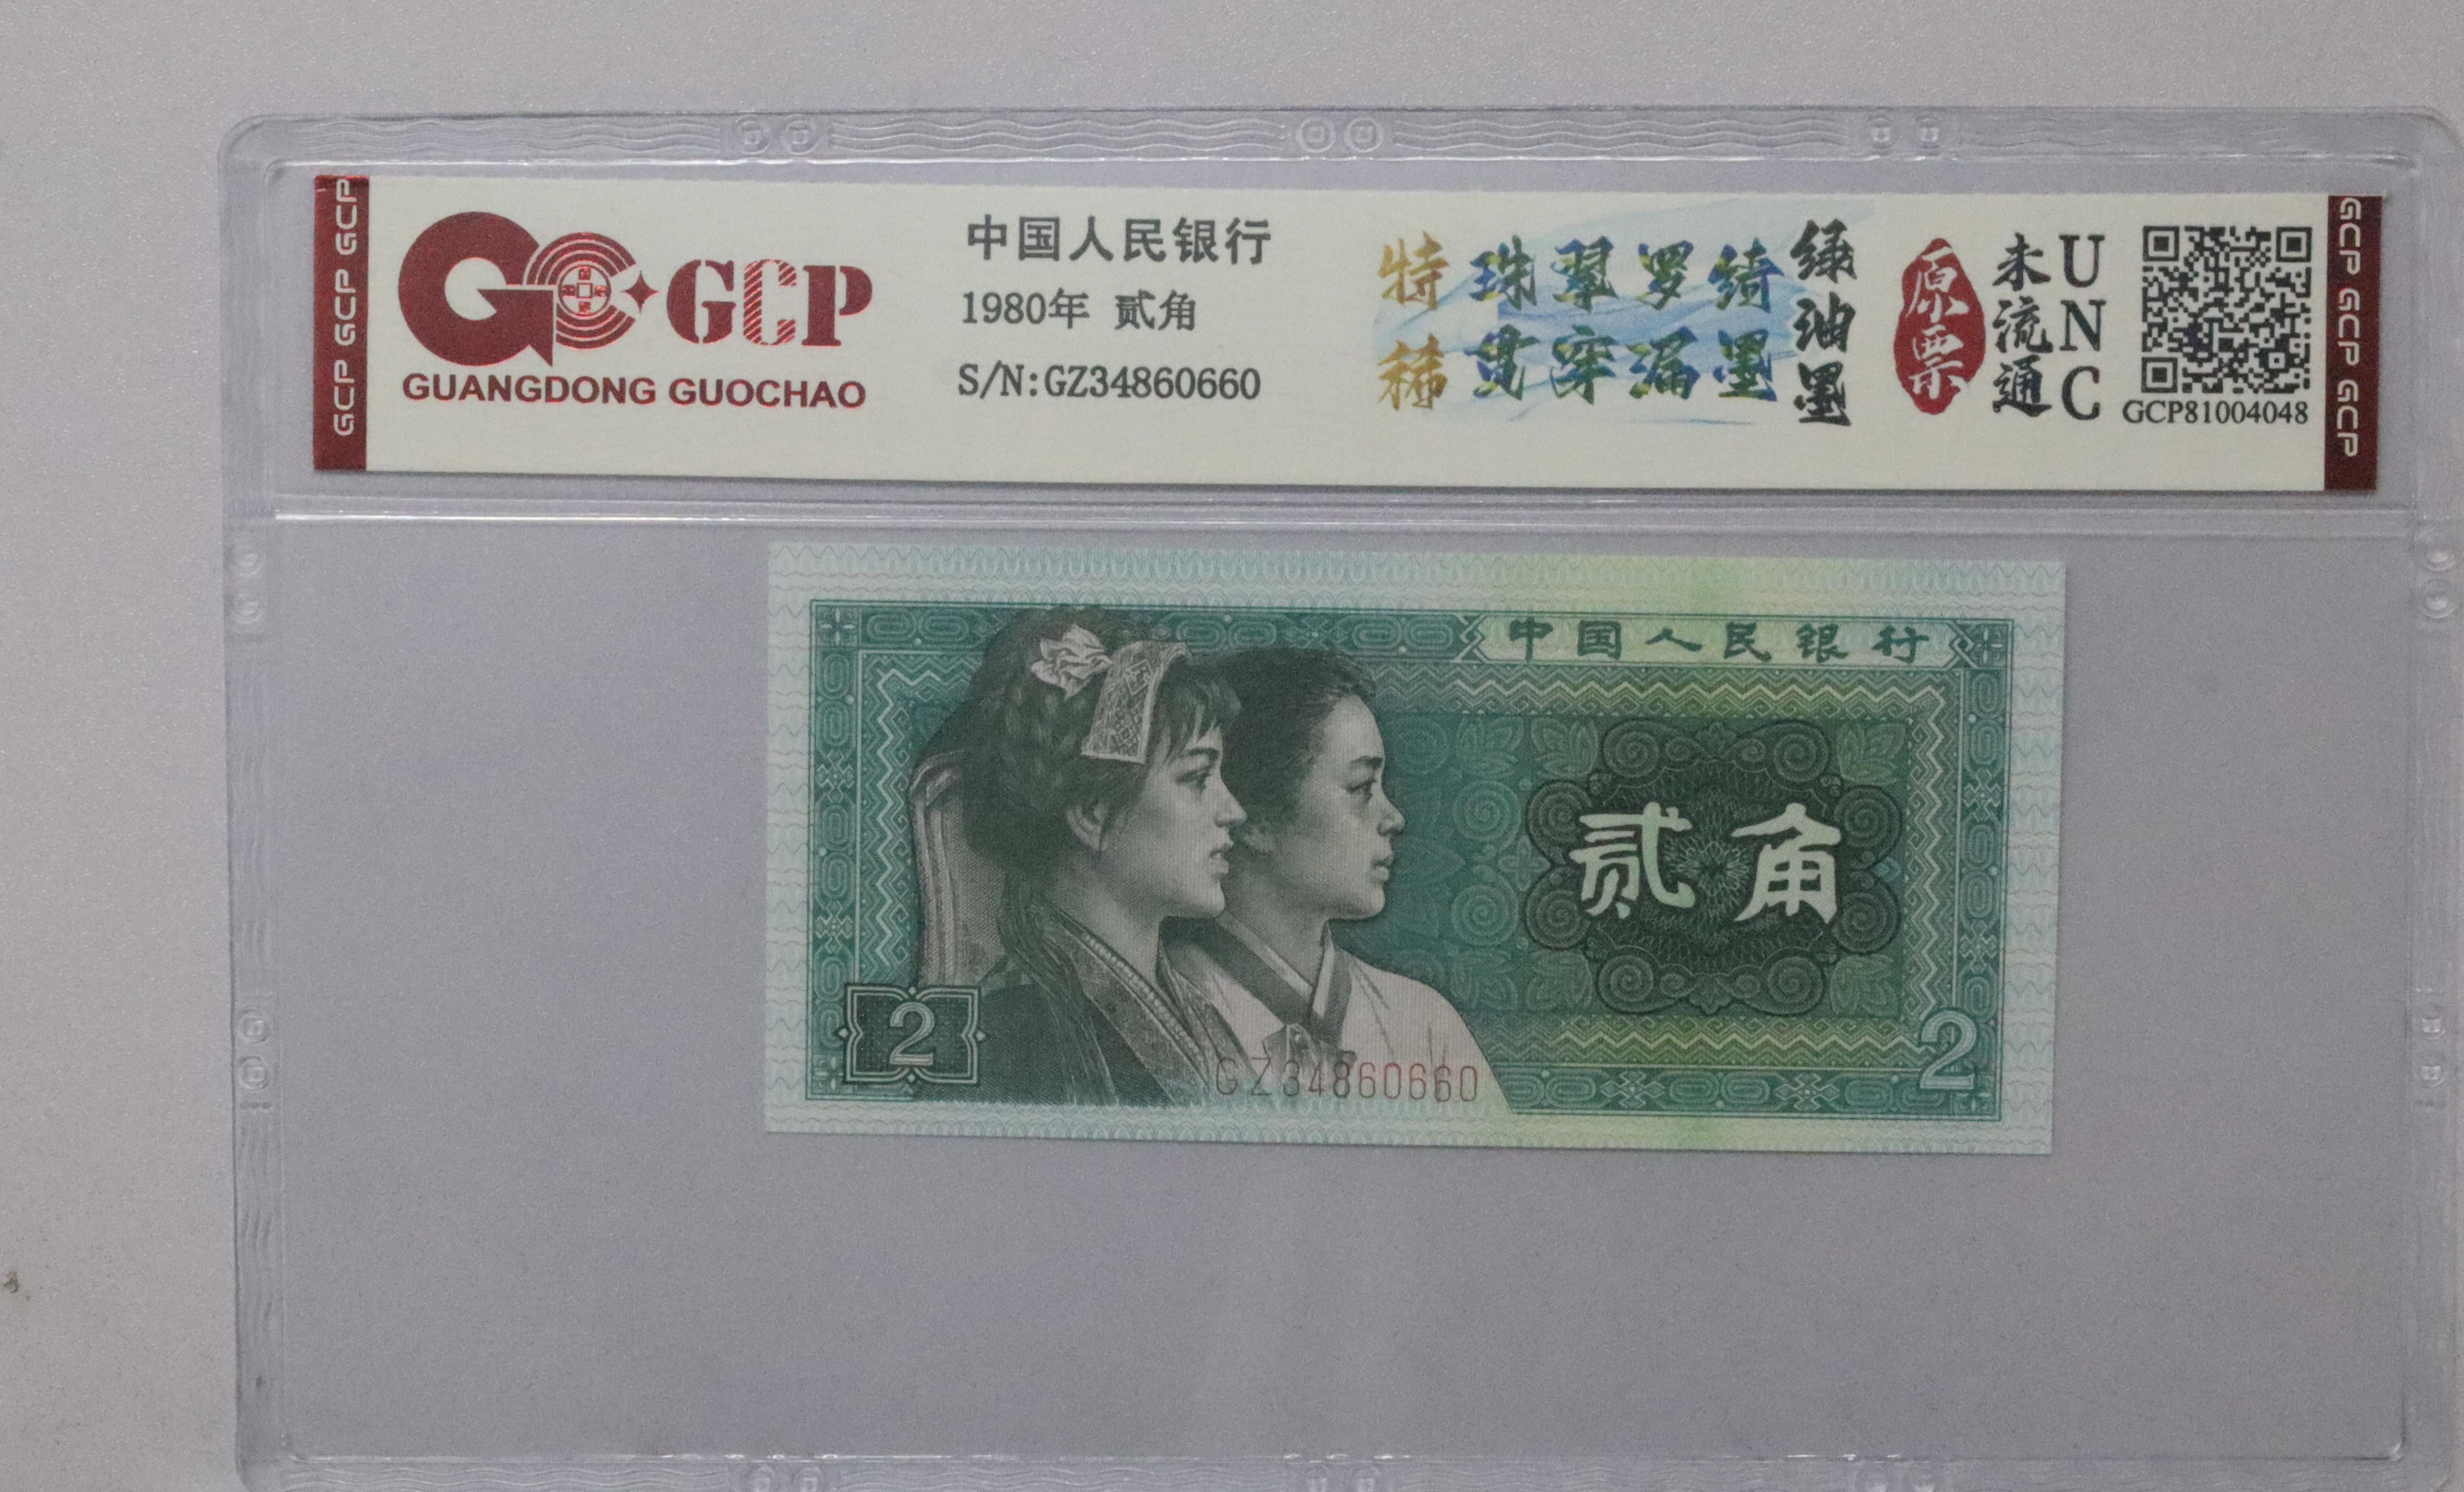 GCP GCP GCP
GCP
GUANGDONG GUOCHAO
中国人民银行
1980年 贰角
S/N:GZ34860660
特稀
珠翠罗绮
贯穿漏墨
绿油墨
原票
未流通
UNC
GCP81004048
GCP GCP GCP
中国人民银行
贰角
2
GZ34860660
2